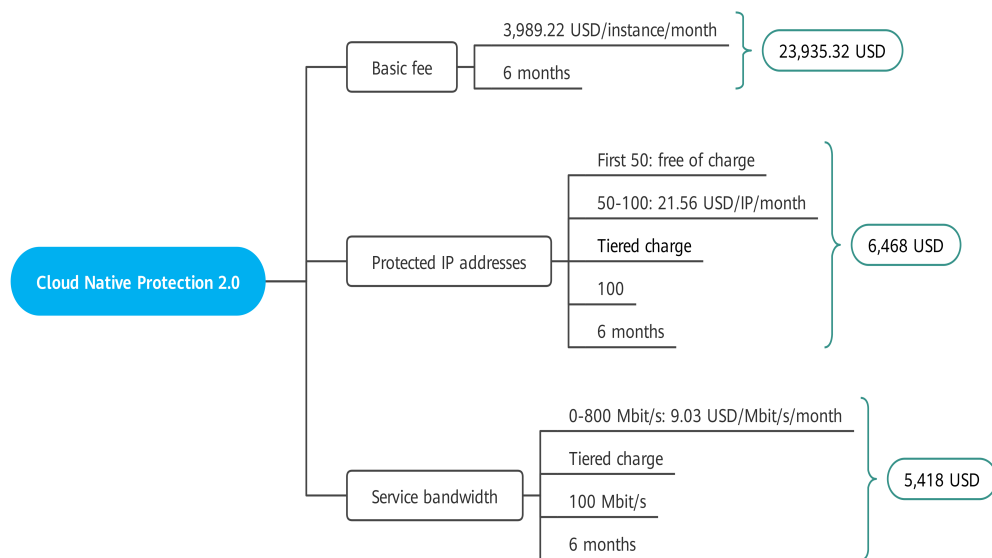 3,989.22 USD/instance/month
Basic fee
6 months
23,935.32 USD
First 50: free of charge
50-100: 21.56 USD/IP/month
Protected IP addresses
Tiered charge
100
6 months
6,468 USD
Cloud Native Protection 2.0
0-800 Mbit/s: 9.03 USD/Mbit/s/month
Tiered charge
Service bandwidth
100 Mbit/s
6 months
5,418 USD